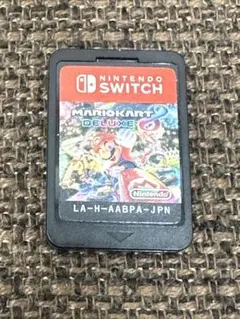 NINTENDO
SWITCH
MARIOKART 8
DELUXE
Nintendo
LA-H-AABPA-JPN